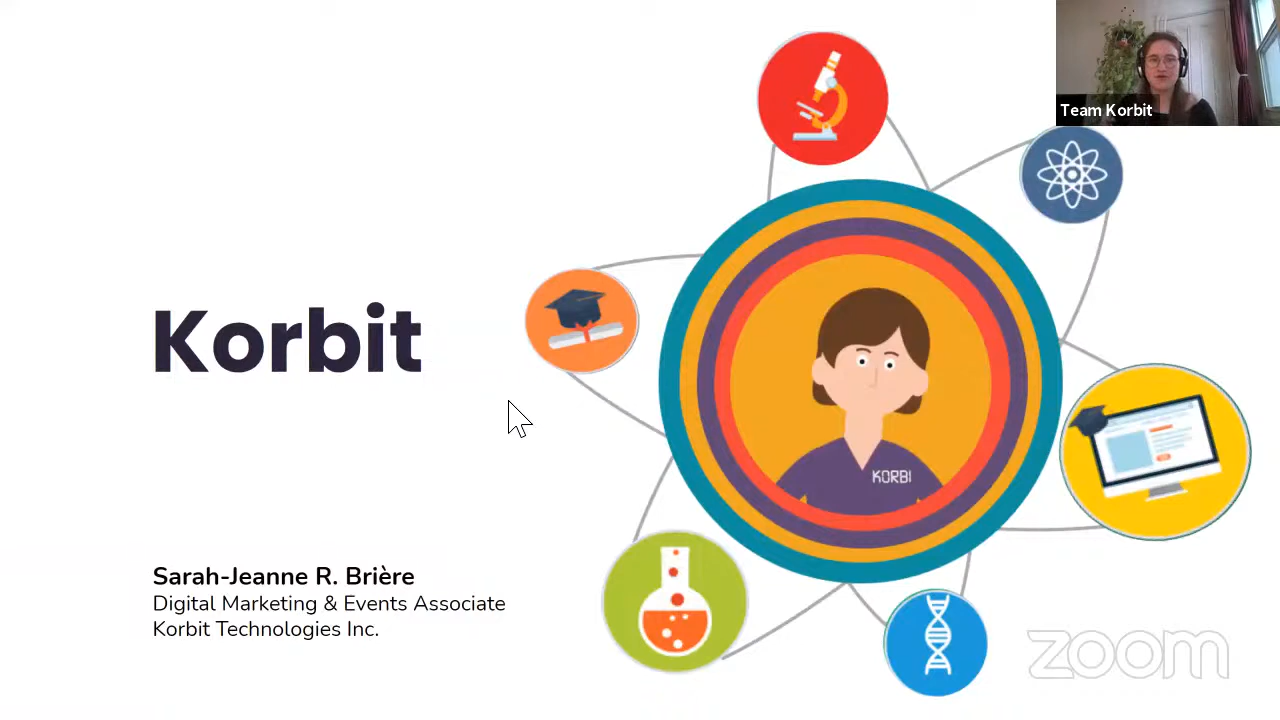 Team Korbit
Korbit
KORBI
Sarah-Jeanne R. Brière
Digital Marketing & Events Associate
Korbit Technologies Inc.
zoom